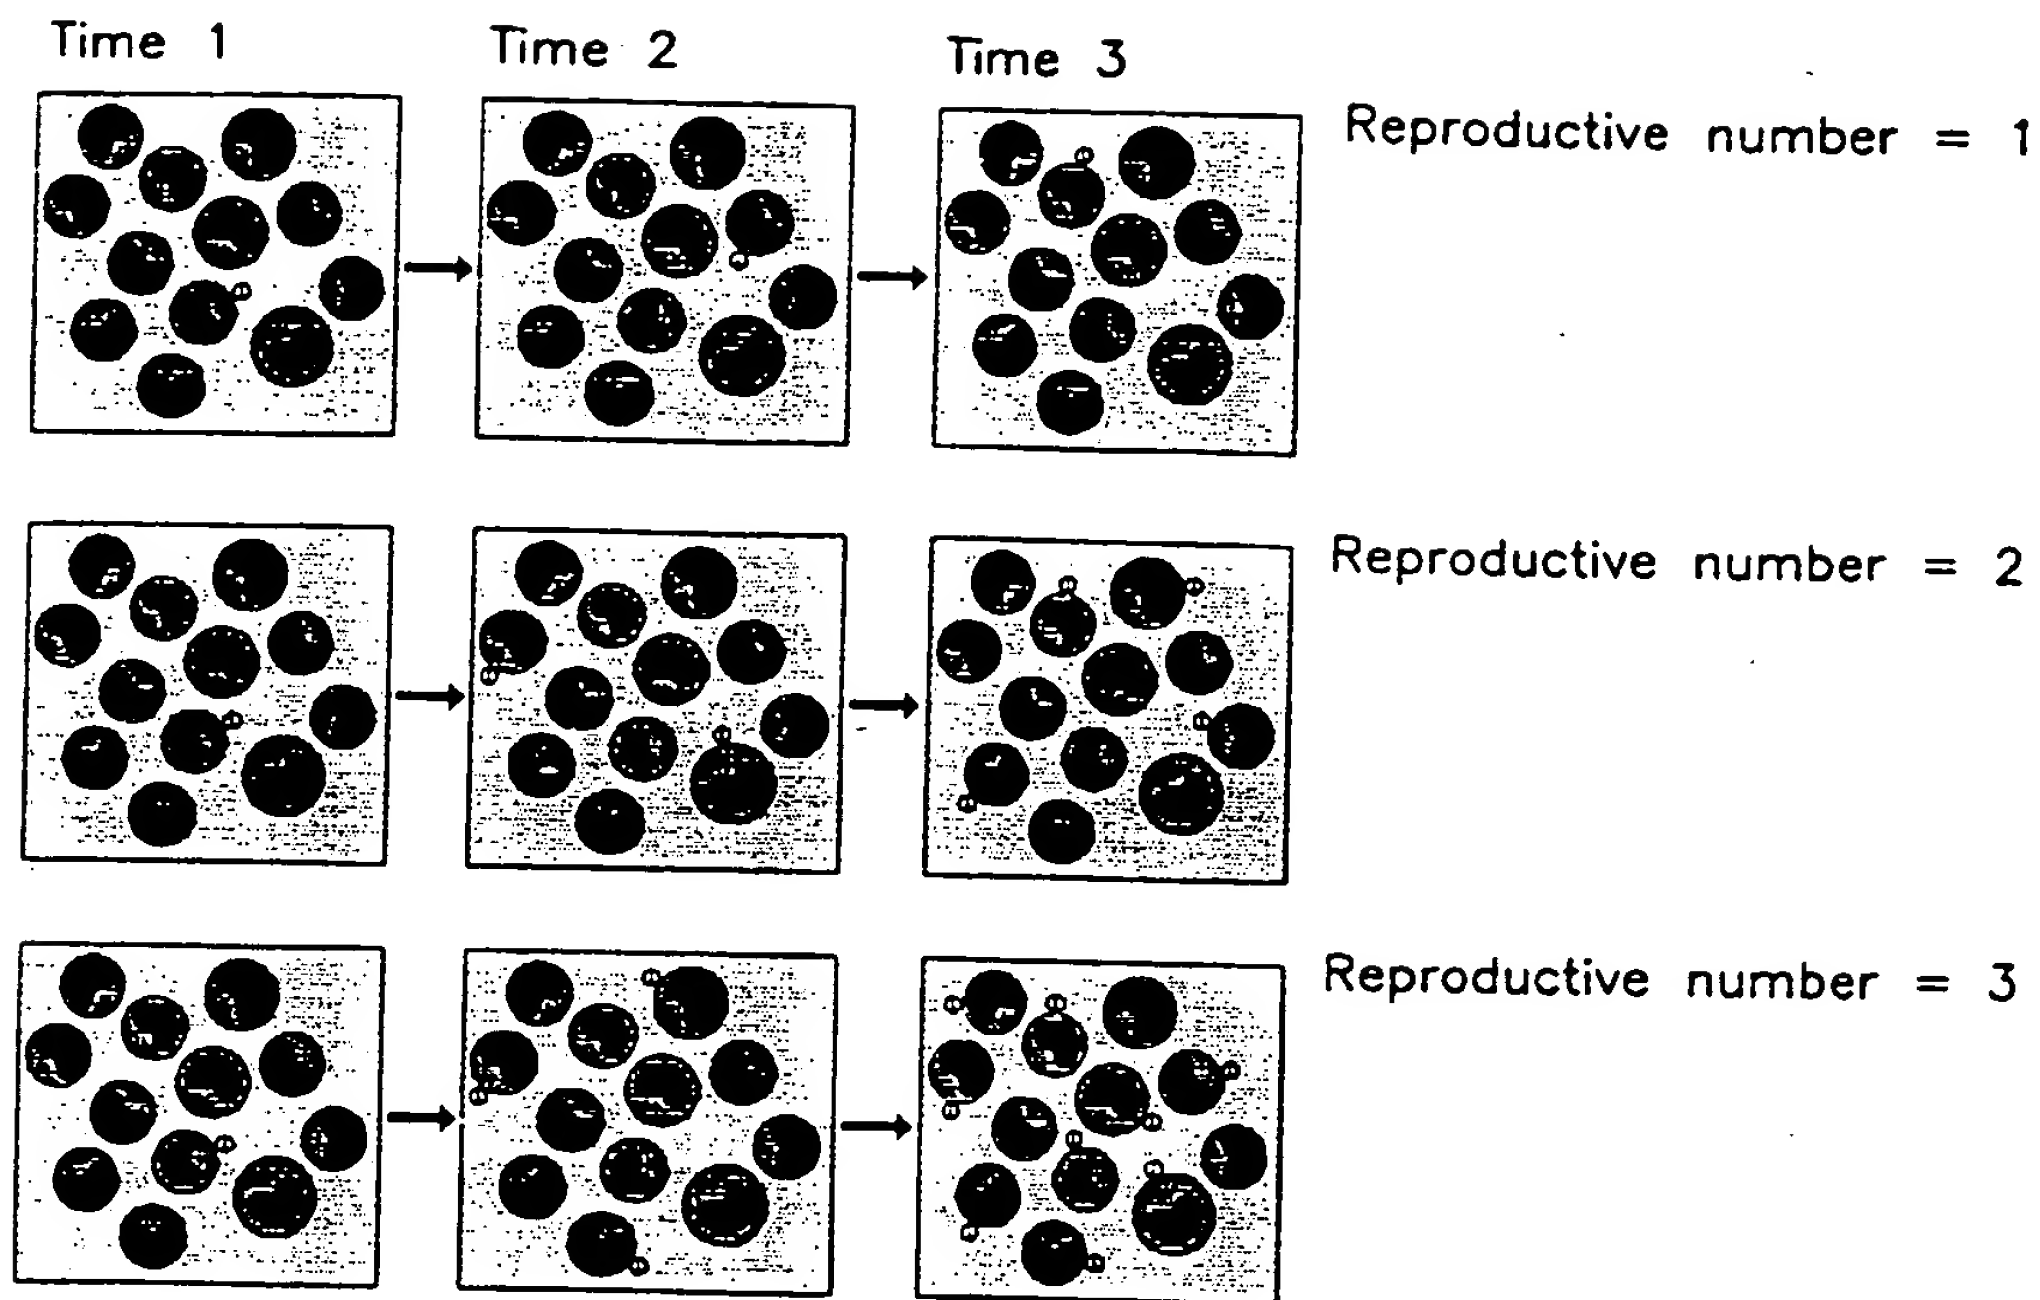 Time 1
Time 2
Time 3
Reproductive number = 1
Reproductive number = 2
Reproductive number = 3